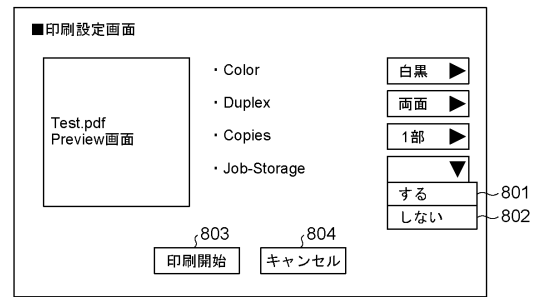 ■印刷設定画面
Test.pdf
Preview画面
・Color 白黒 ▶
・Duplex 両面 ▶
・Copies 1部 ▶
・Job-Storage ▼
する 801
しない 802
803 804
印刷開始 キャンセル